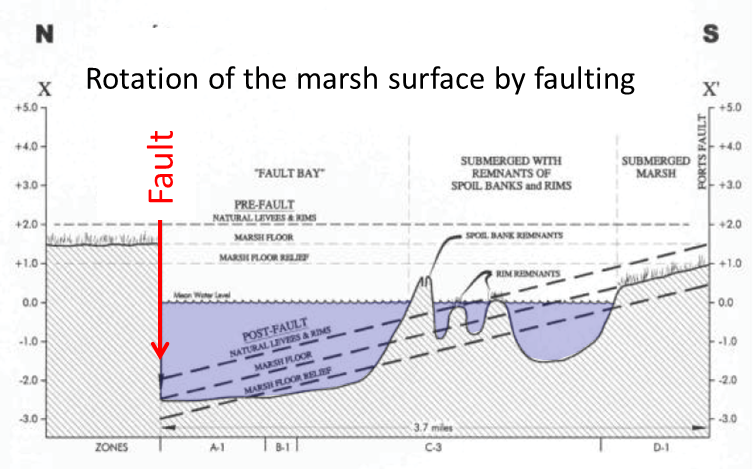 N
S
Rotation of the marsh surface by faulting
X
X'
+5.0
+4.0
+3.0
+2.0
+1.0
0.0
-1.0
-2.0
-3.0
Fault
"FAULT BAY"
SUBMERGED WITH
REMNANTS OF
SPOIL BANKS and RIMS
SUBMERGED
MARSH
FORTS FAULT
+5.0
+4.0
+3.0
+2.0
+1.0
0.0
-1.0
-2.0
-3.0
PRE-FAULT
NATURAL LEVEES & RIMS
MARSH FLOOR
MARSH FLOOR RELIEF
SPOIL BANK REMNANTS
RIM REMNANTS
Mean Water Level
POST-FAULT
NATURAL LEVEES & RIMS
MARSH FLOOR
MARSH FLOOR RELIEF
3.7 miles
ZONES
A-1
B-1
C-3
D-1